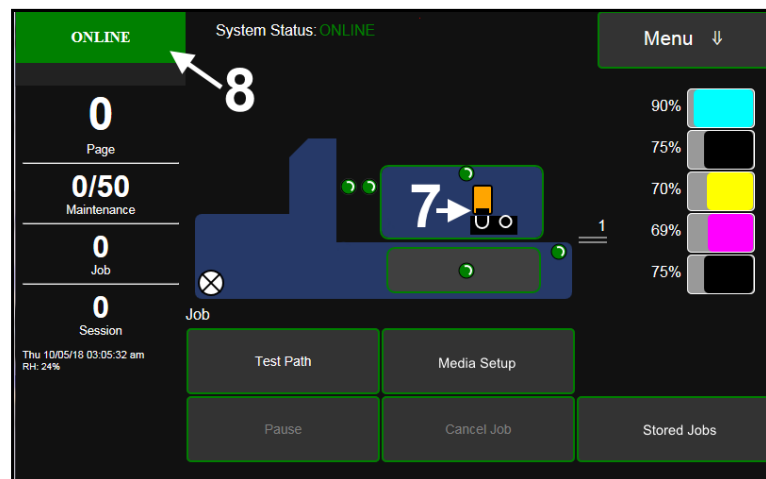 ONLINE
System Status: ONLINE
Menu ⇓
8
0
Page
0/50
Maintenance
0
Job
0
Session
Thu 10/05/18 03:05:32 am
RH: 24%
7
1
90%
75%
70%
69%
75%
Job
Test Path
Media Setup
Pause
Cancel Job
Stored Jobs